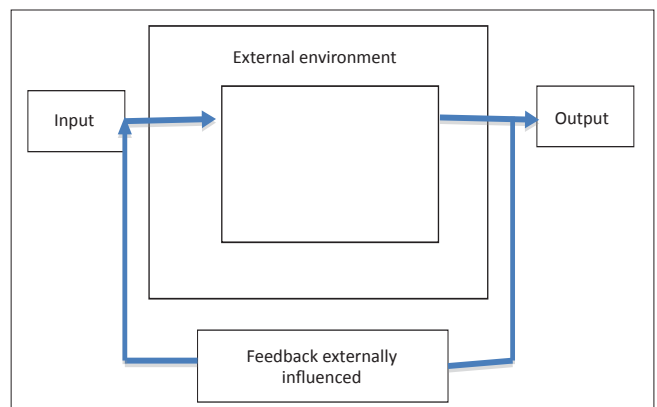 External environment
Input
Output
Feedback externally
influenced